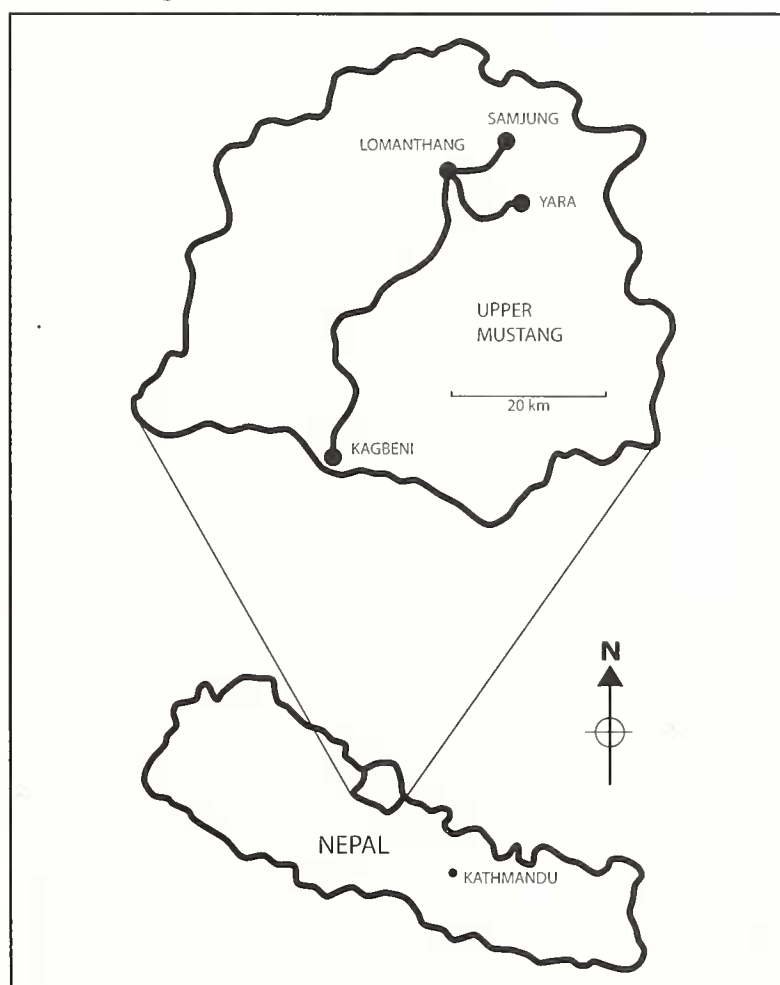 SAMJUNG
LOMANTHANG
YARA
UPPER
MUSTANG
20 km
KAGBENI
N
NEPAL
KATHMANDU